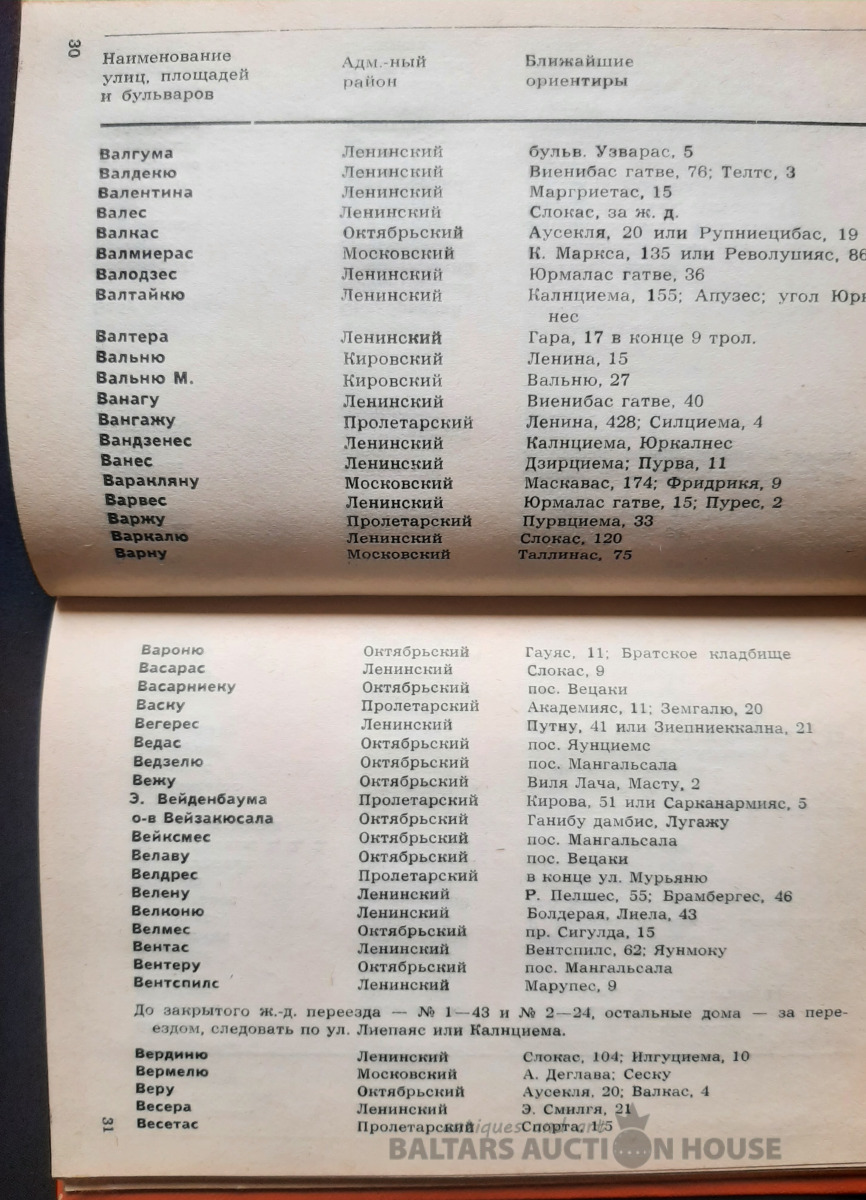 30
Наименование улиц, площадей и бульваров Адм.-ный район Ближайшие ориентиры
Валгума Ленинский бульв. Узварас, 5
Валдекю Ленинский Виенибас гатве, 76; Телтс, 3
Валентина Ленинский Маргриетас, 15
Валес Ленинский Слокас, за ж. д.
Валкас Октябрьский Аусекля, 20 или Рупниецибас, 19
Валмиерас Московский К. Маркса, 135 или Революцияс, 86
Валодзес Ленинский Юрмалас гатве, 36
Валтайкю Ленинский Калнциема, 155; Апузес; угол
нес
Валтера Ленинский Гара, 17 в конце 9 трол.
Вальню Кировский Ленина, 15
Вальню М. Кировский Вальню, 27
Ванагу Ленинский Виенибас гатве, 40
Вангажу Пролетарский Ленина, 428; Силциема, 4
Вандзенес Ленинский Калнциема, Юркалнес
Ванес Ленинский Дзирциема; Пурва, 11
Варакляну Московский Маскавас, 174; Фридрикя, 9
Варвес Ленинский Юрмалас гатве, 15; Пурес, 2
Варжу Пролетарский Пурвциема, 33
Варкалю Ленинский Слокас, 120
Варну Московский Таллинас, 75
Вароню Октябрьский Гауяс, 11; Братское кладбище
Васарас Ленинский Слокас, 9
Васарниеку Октябрьский пос. Вецаки
Васку Пролетарский Академияс, 11; Земгалю, 20
Вегерес Ленинский Путну, 41 или Зиепниеккална, 21
Ведас Октябрьский пос. Яунциемс
Ведзелю Октябрьский пос. Мангальсала
Вежу Октябрьский Виля Лача, Масту, 2
Э. Вейденбаума Пролетарский Кирова, 51 или Сарканармияс, 5
о-в Вейзакюсала Октябрьский Ганибу дамбис, Лугажу
Вейксмес Октябрьский пос. Мангальсала
Велаву Октябрьский пос. Вецаки
Велдрес Пролетарский в конце ул. Мурьяню
Велену Ленинский Р. Пелшес, 55; Брамбергес, 46
Велконю Ленинский Болдерая, Лиела, 43
Велмес Октябрьский пр. Сигулда, 15
Вентас Ленинский Вентспилс, 62; Яунмоку
Вентеру Октябрьский пос. Мангальсала
Вентспилс Ленинский Марупес, 9
До закрытого ж.-д. переезда — № 1—43 и № 2—24, остальные дома — за пере-
ездом, следовать по ул. Лиепаяс или Калнциема.
Вердиню Ленинский Слокас, 104; Илгуциема, 10
Вермелю Московский А. Деглава; Сеску
Веру Октябрьский Аусекля, 20; Валкас, 4
Весера Ленинский Э. Смилгя, 21
Весетас Пролетарский Спорта, 15
31
BALTARS AUCTION HOUSE